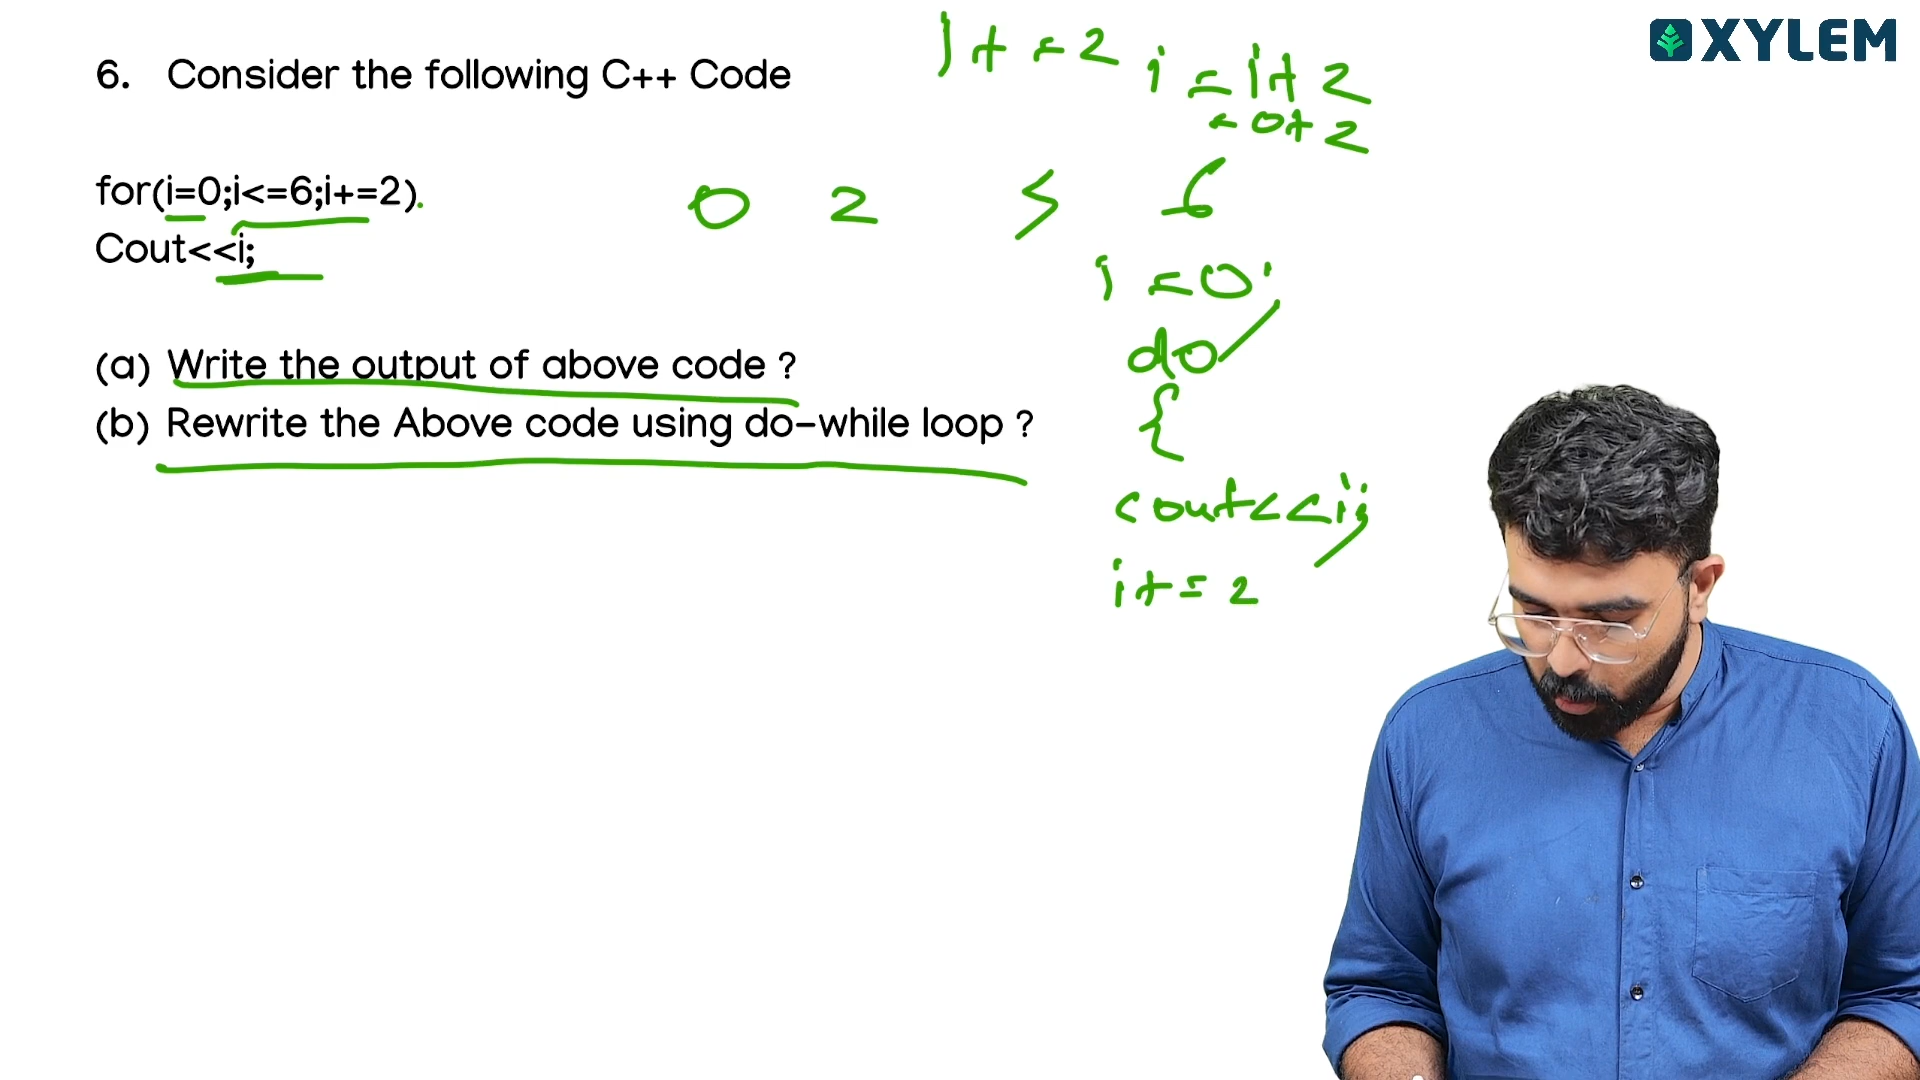 XYLEM
6. Consider the following C++ Code
i+=2
i=i+2
=0+2
for(i=0;i<=6;i+=2).
Cout<<i;
0 2 4 6
i=0;
do
{
cout<<i;
i+=2
(a) Write the output of above code ?
(b) Rewrite the Above code using do-while loop ?